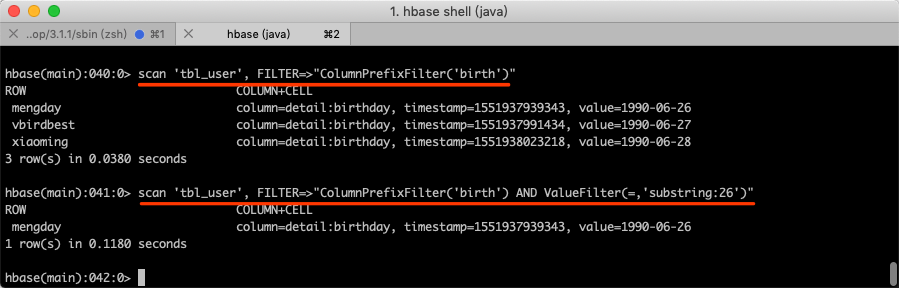 1. hbase shell (java)
..op/3.1.1/sbin (zsh) ⌘1 hbase (java) ⌘2
hbase(main):040:0> scan 'tbl_user', FILTER=>"ColumnPrefixFilter('birth')"
ROW COLUMN+CELL
mengday column=detail:birthday, timestamp=1551937939343, value=1990-06-26
vbirdbest column=detail:birthday, timestamp=1551937991434, value=1990-06-27
xiaoming column=detail:birthday, timestamp=1551938023218, value=1990-06-28
3 row(s) in 0.0380 seconds
hbase(main):041:0> scan 'tbl_user', FILTER=>"ColumnPrefixFilter('birth') AND ValueFilter(=,'substring:26')"
ROW COLUMN+CELL
mengday column=detail:birthday, timestamp=1551937939343, value=1990-06-26
1 row(s) in 0.1180 seconds
hbase(main):042:0>